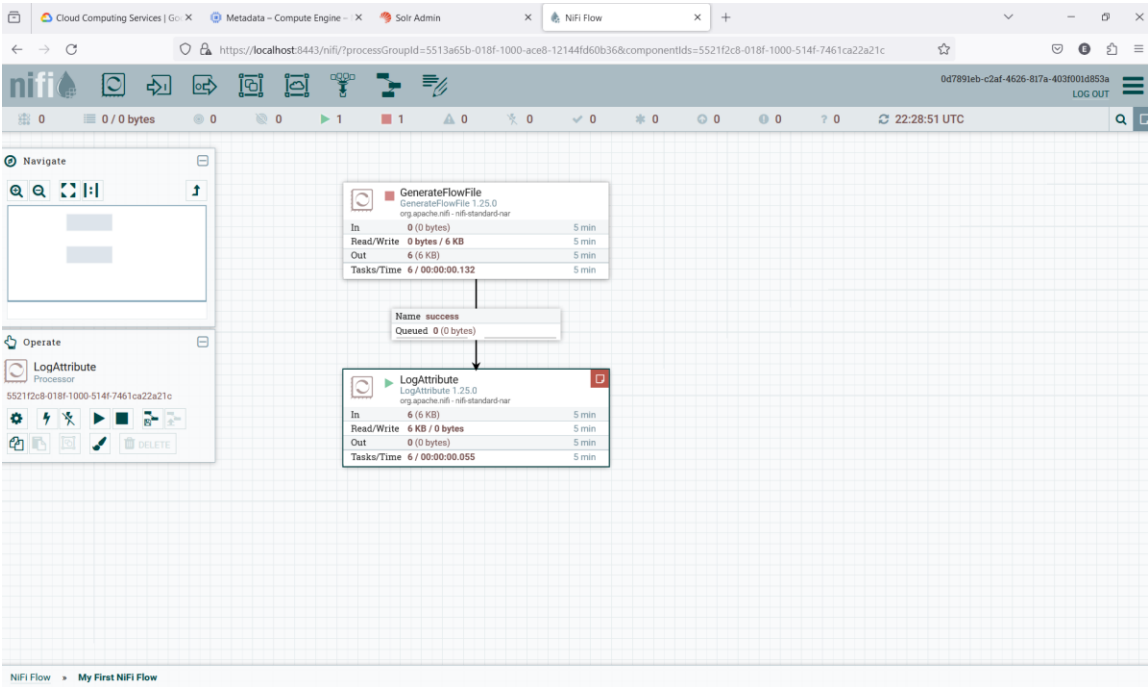 Cloud Computing Services | Go
Metadata – Compute Engine –
Solr Admin
NiFi Flow
https://localhost:8443/nifi/?processGroupId=5513a65b-018f-1000-ace8-12144fd60b36&componentIds=5521f2c8-018f-1000-514f-7461ca22a21c
E
nifi
0d7891eb-c2af-4626-817a-403f001d853a
LOG OUT
0 0 / 0 bytes 0 0 1 1 0 0 0 0 0 0 ? 0 22:28:51 UTC
Navigate
Operate
LogAttribute
Processor
5521f2c8-018f-1000-514f-7461ca22a21c
DELETE
GenerateFlowFile
GenerateFlowFile 1.25.0
org.apache.nifi - nifi-standard-nar
In 0 (0 bytes) 5 min
Read/Write 0 bytes / 6 KB 5 min
Out 6 (6 KB) 5 min
Tasks/Time 6 / 00:00:00.132 5 min
Name success
Queued 0 (0 bytes)
LogAttribute
LogAttribute 1.25.0
org.apache.nifi - nifi-standard-nar
In 6 (6 KB) 5 min
Read/Write 6 KB / 0 bytes 5 min
Out 0 (0 bytes) 5 min
Tasks/Time 6 / 00:00:00.055 5 min
NiFi Flow » My First NiFi Flow